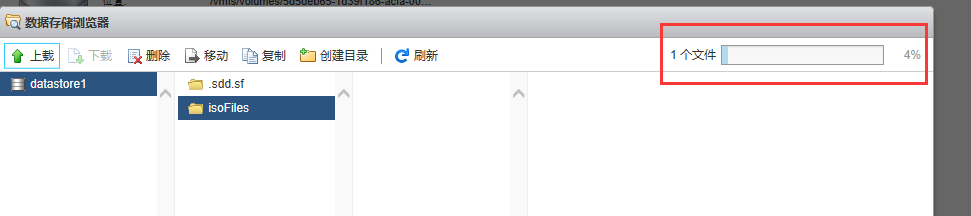 数据存储浏览器
上载 下载 删除 移动 复制 创建目录 刷新 1 个文件 4%
datastore1 .sdd.sf
isoFiles